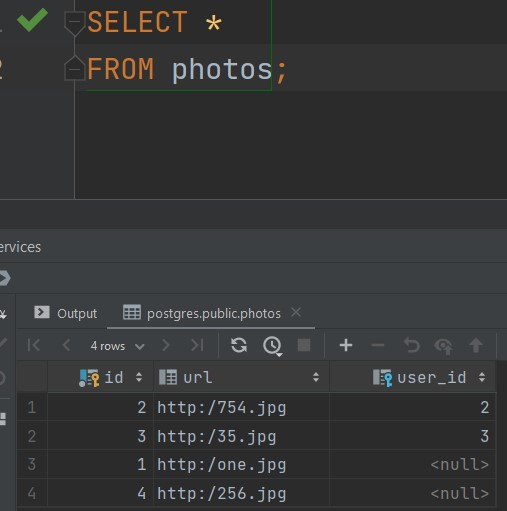 SELECT *
2 FROM photos;
ervices
Output postgres.public.photos
4 rows
id url user_id
1 2 http:/754.jpg 2
2 3 http:/35.jpg 3
3 1 http:/one.jpg <null>
4 4 http:/256.jpg <null>